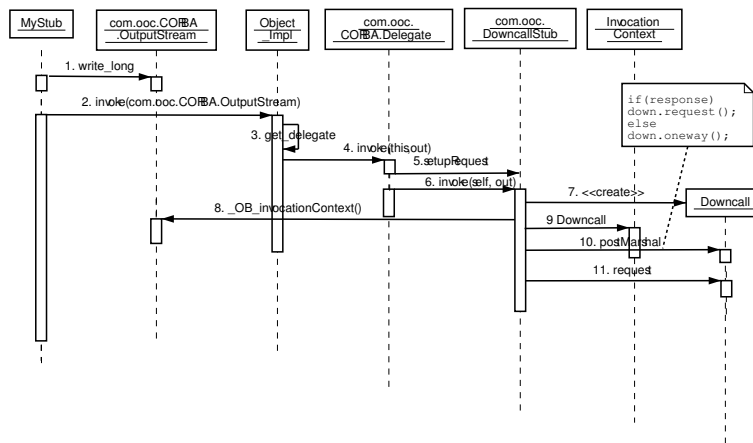 MyStub
com.ooc.CORBA
.OutputStream
Object
_Impl
com.ooc.
CORBA.Delegate
com.ooc.
DowncallStub
Invocation
Context
1. write_long
2. invoke(com.ooc.CORBA.OutputStream)
3. get_delegate
4. invoke(this,out)
5.setupRequest
6. invoke(self, out)
if(response)
down.request();
else
down.oneway();
7. <<create>>
Downcall
8. _OB_invocationContext()
9 Downcall
10. postMarshal
11. request